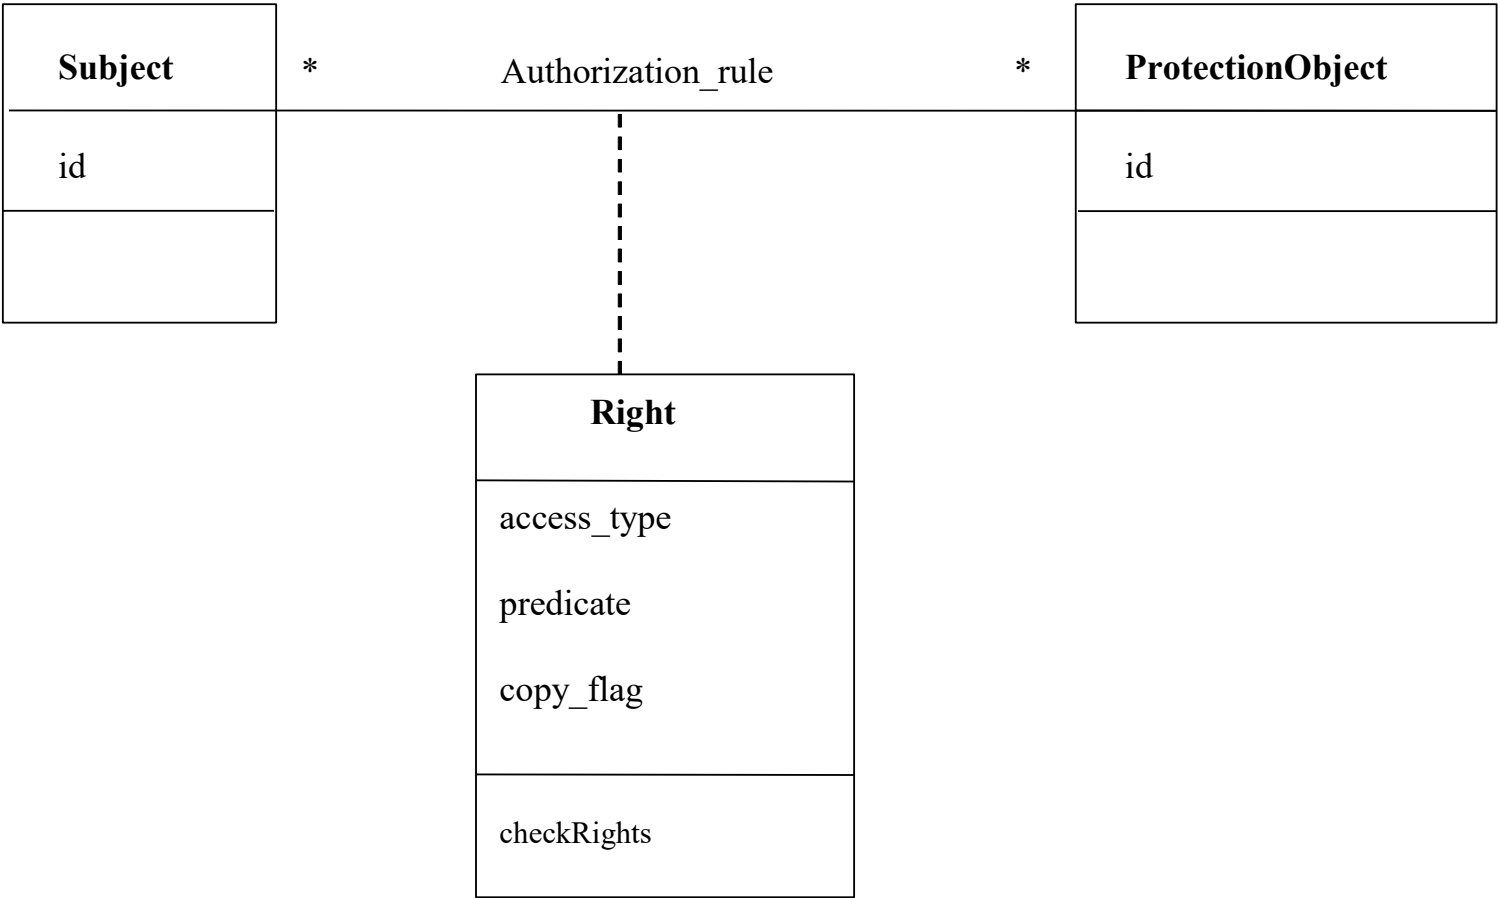 Subject
*
Authorization_rule
*
ProtectionObject
id
id
Right
access_type
predicate
copy_flag
checkRights